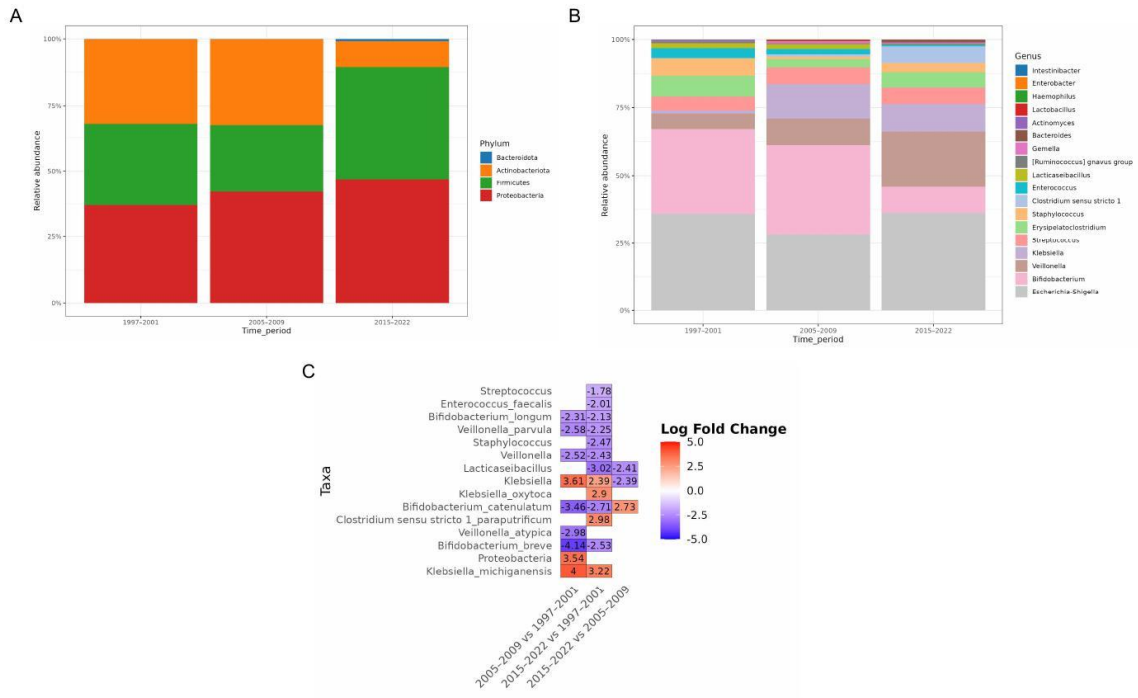 A
Relative abundance
100%
75%
50%
25%
0%
1997–2001
2005–2009
2015–2022
Time_period
Phylum
Bacteroidota
Actinobacteriota
Firmicutes
Proteobacteria
B
Relative abundance
100%
75%
50%
25%
0%
1997–2001
2005–2009
2015–2022
Time_period
Genus
Intestinibacter
Enterobacter
Haemophilus
Lactobacillus
Actinomyces
Bacteroides
Gemella
[Ruminococcus] gnavus group
Lacticaseibacillus
Enterococcus
Clostridium sensu stricto 1
Staphylococcus
Erysipelatoclostridium
Streptococcus
Klebsiella
Veillonella
Bifidobacterium
Escherichia-Shigella
C
Taxa
Streptococcus -1.78
Enterococcus_faecalis -2.01
Bifidobacterium_longum -2.31 -2.13
Veillonella_parvula -2.58 -2.25
Staphylococcus -2.47
Veillonella -2.52 -2.43
Lacticaseibacillus -3.02 -2.41
Klebsiella 3.61 2.39 -2.39
Klebsiella_oxytoca 2.9
Bifidobacterium_catenulatum -3.46 -2.71 2.73
Clostridium sensu stricto 1_paraputrificum 2.98
Veillonella_atypica -2.98
Bifidobacterium_breve -4.14 -2.53
Proteobacteria 3.54
Klebsiella_michiganensis 4 3.22
2005–2009 vs 1997–2001
2015–2022 vs 1997–2001
2015–2022 vs 2005–2009
Log Fold Change
5.0
2.5
0.0
-2.5
-5.0